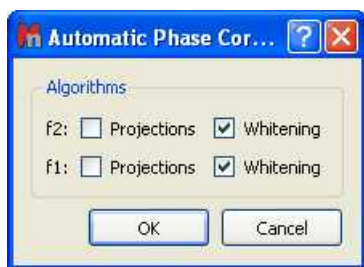 Automatic Phase Cor...
Algorithms
f2: Projections Whitening
f1: Projections Whitening
OK Cancel